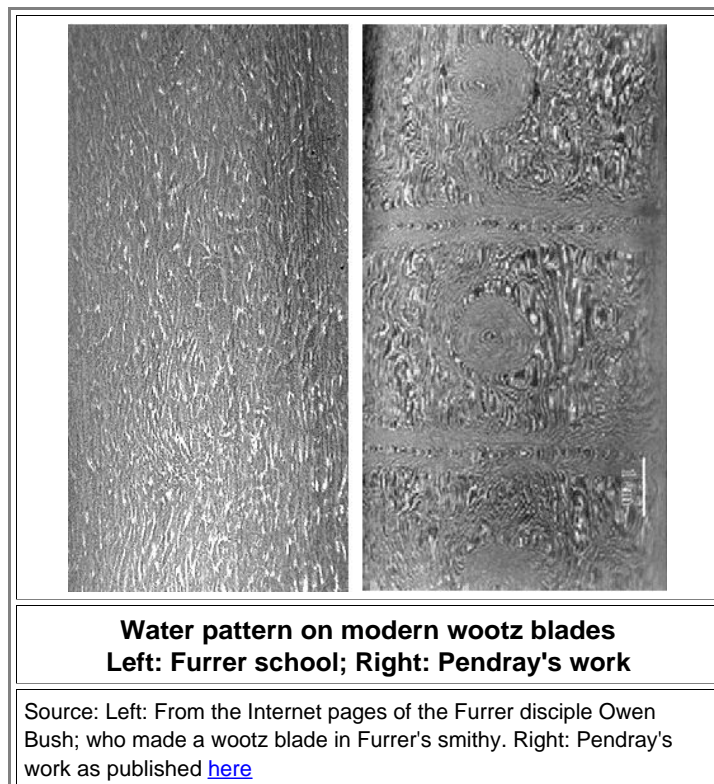 Water pattern on modern wootz blades
Left: Furrer school; Right: Pendray's work
Source: Left: From the Internet pages of the Furrer disciple Owen
Bush; who made a wootz blade in Furrer's smithy. Right: Pendray's
work as published here